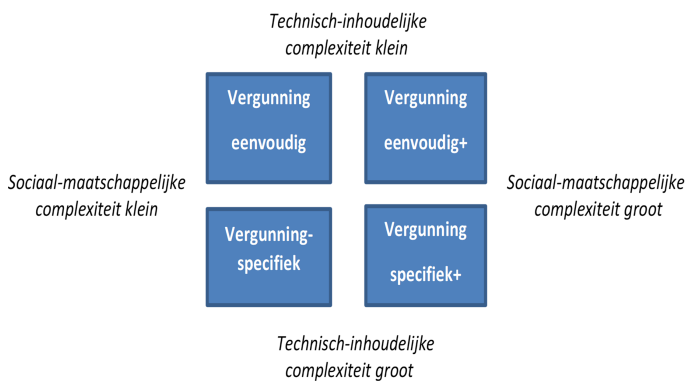 Technisch-inhoudelijke
complexiteit klein
Vergunning
eenvoudig
Vergunning
eenvoudig+
Sociaal-maatschappelijke
complexiteit klein
Sociaal-maatschappelijke
complexiteit groot
Vergunning-
specifiek
Vergunning
specifiek+
Technisch-inhoudelijke
complexiteit groot